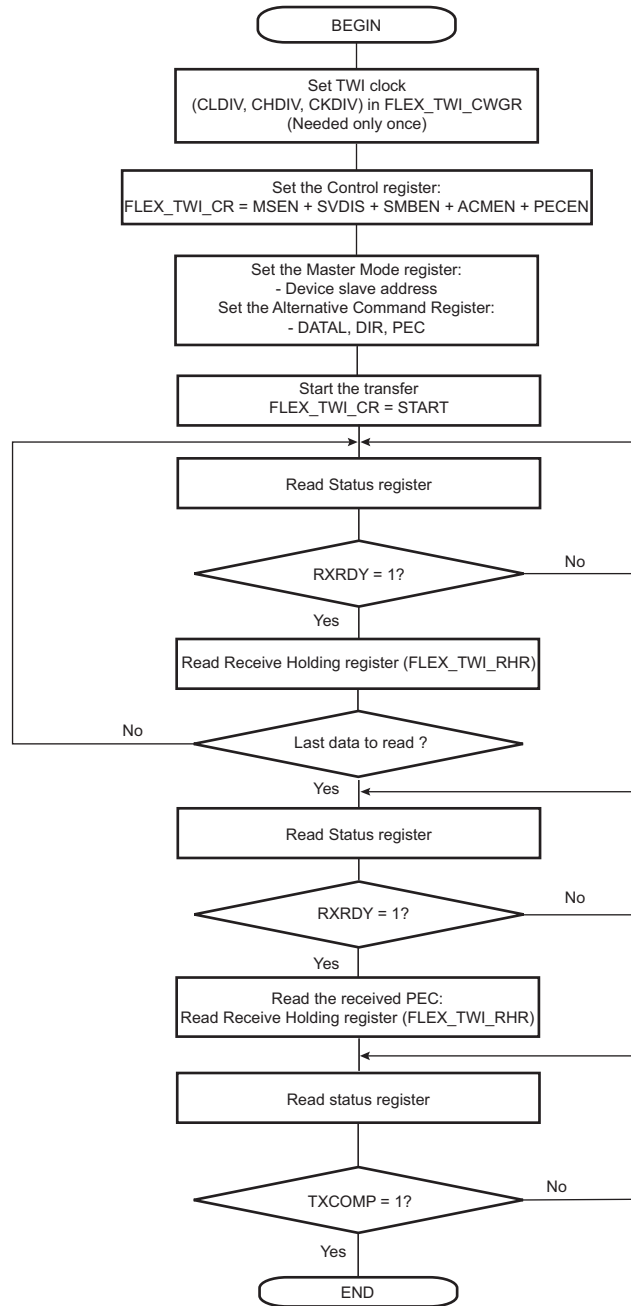 BEGIN
Set TWI clock
(CLDIV, CHDIV, CKDIV) in FLEX_TWI_CWGR
(Needed only once)
Set the Control register:
FLEX_TWI_CR = MSEN + SVDIS + SMBEN + ACMEN + PECEN
Set the Master Mode register:
- Device slave address
Set the Alternative Command Register:
- DATAL, DIR, PEC
Start the transfer
FLEX_TWI_CR = START
Read Status register
RXRDY = 1?
No
Yes
Read Receive Holding register (FLEX_TWI_RHR)
No
Last data to read ?
Yes
Read Status register
RXRDY = 1?
No
Yes
Read the received PEC:
Read Receive Holding register (FLEX_TWI_RHR)
Read status register
TXCOMP = 1?
No
Yes
END